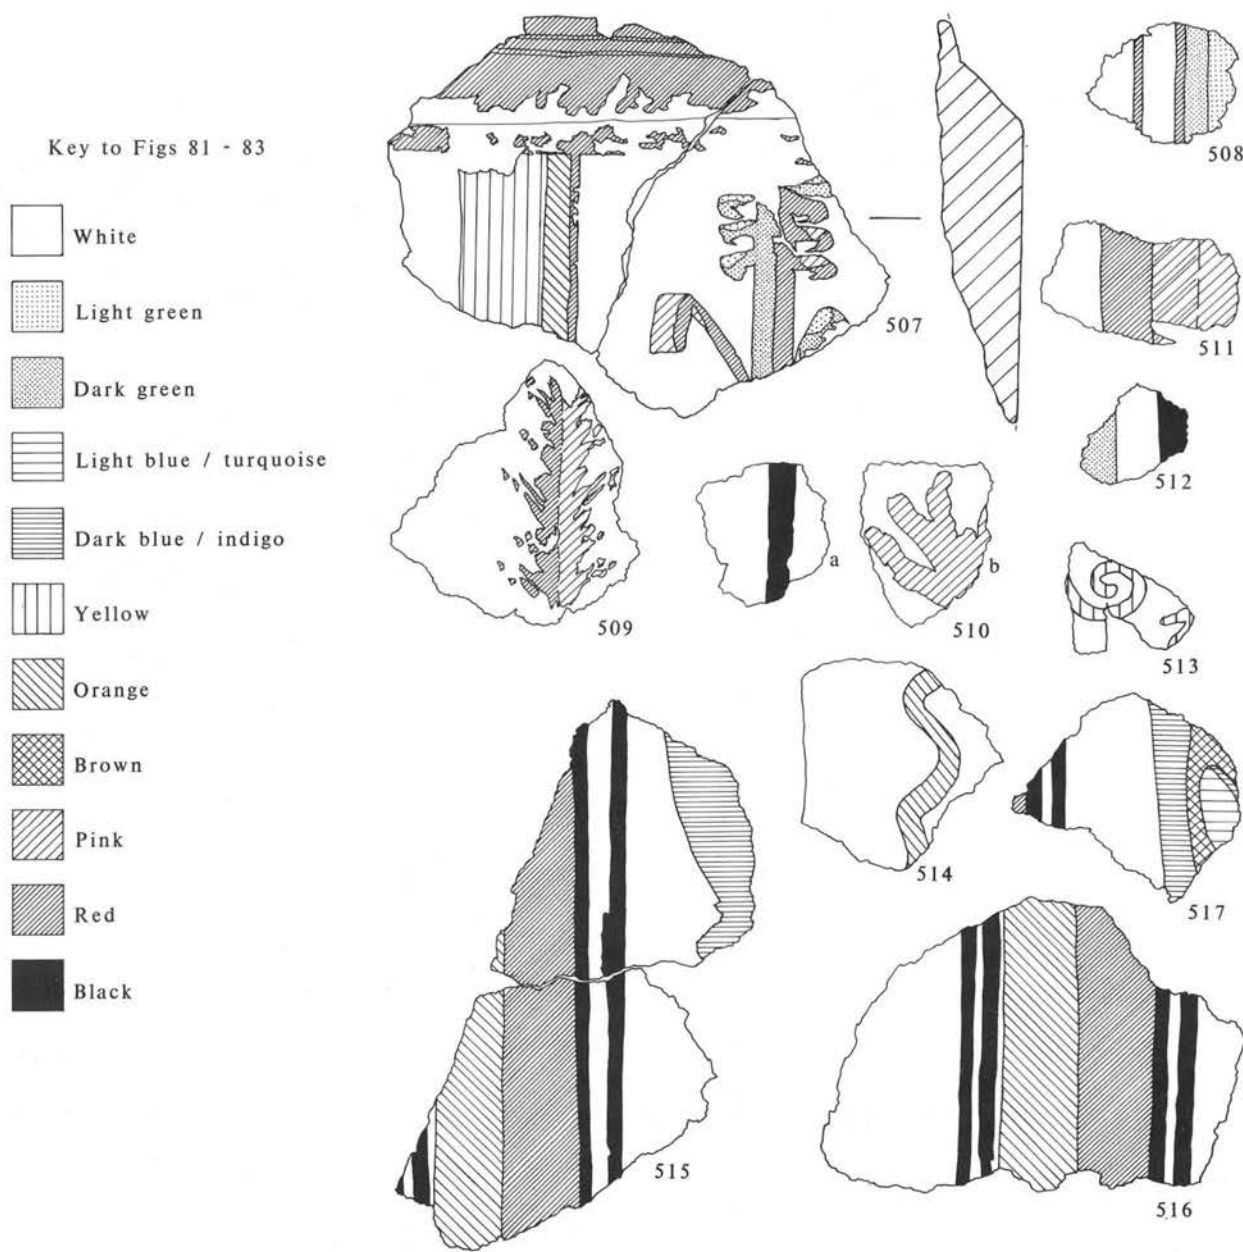 Key to Figs 81 - 83
White
Light green
Dark green
Light blue / turquoise
Dark blue / indigo
Yellow
Orange
Brown
Pink
Red
Black
507
508
511
512
509
a
b
510
513
514
517
515
516